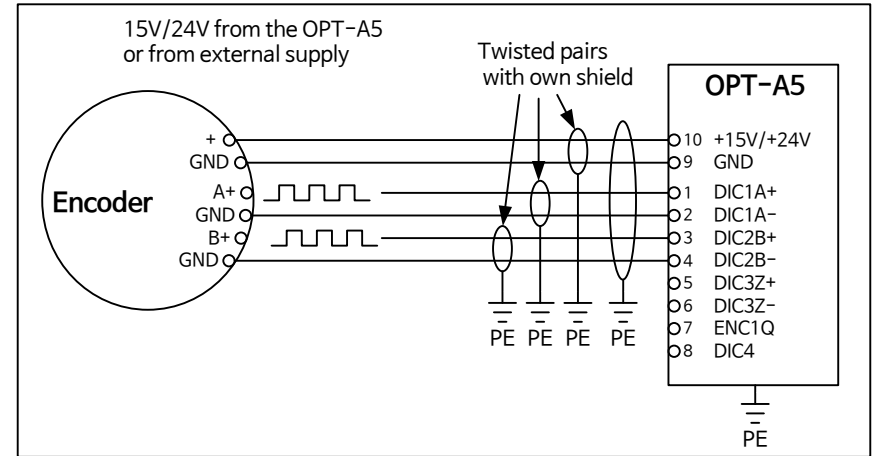 15V/24V from the OPT-A5
or from external supply
Twisted pairs
with own shield
OPT-A5
Encoder
+
GND
A+
GND
B+
GND
10 +15V/+24V
9 GND
1 DIC1A+
2 DIC1A-
3 DIC2B+
4 DIC2B-
5 DIC3Z+
6 DIC3Z-
7 ENC1Q
8 DIC4
PE PE PE PE
PE